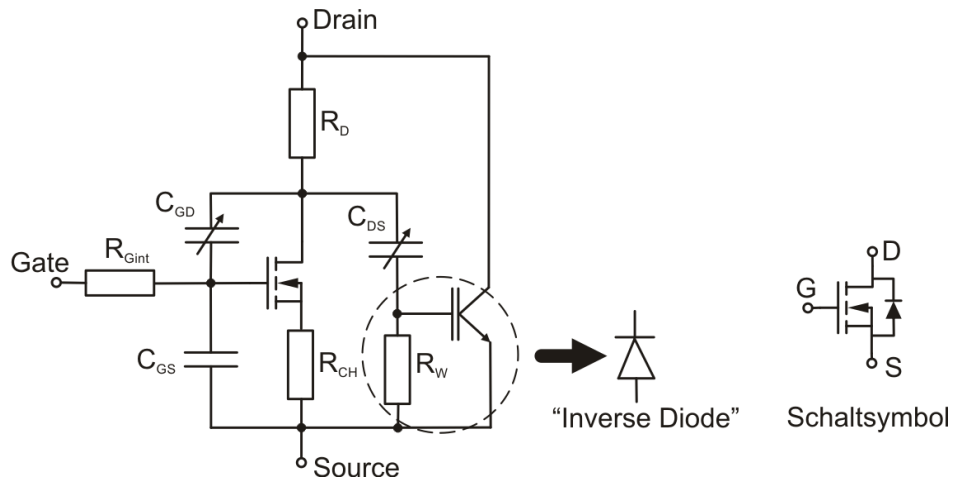 Drain
R_D
C_GD
C_DS
R_Gint
Gate
C_GS
R_CH
R_W
Source
“Inverse Diode”
D
G
S
Schaltsymbol